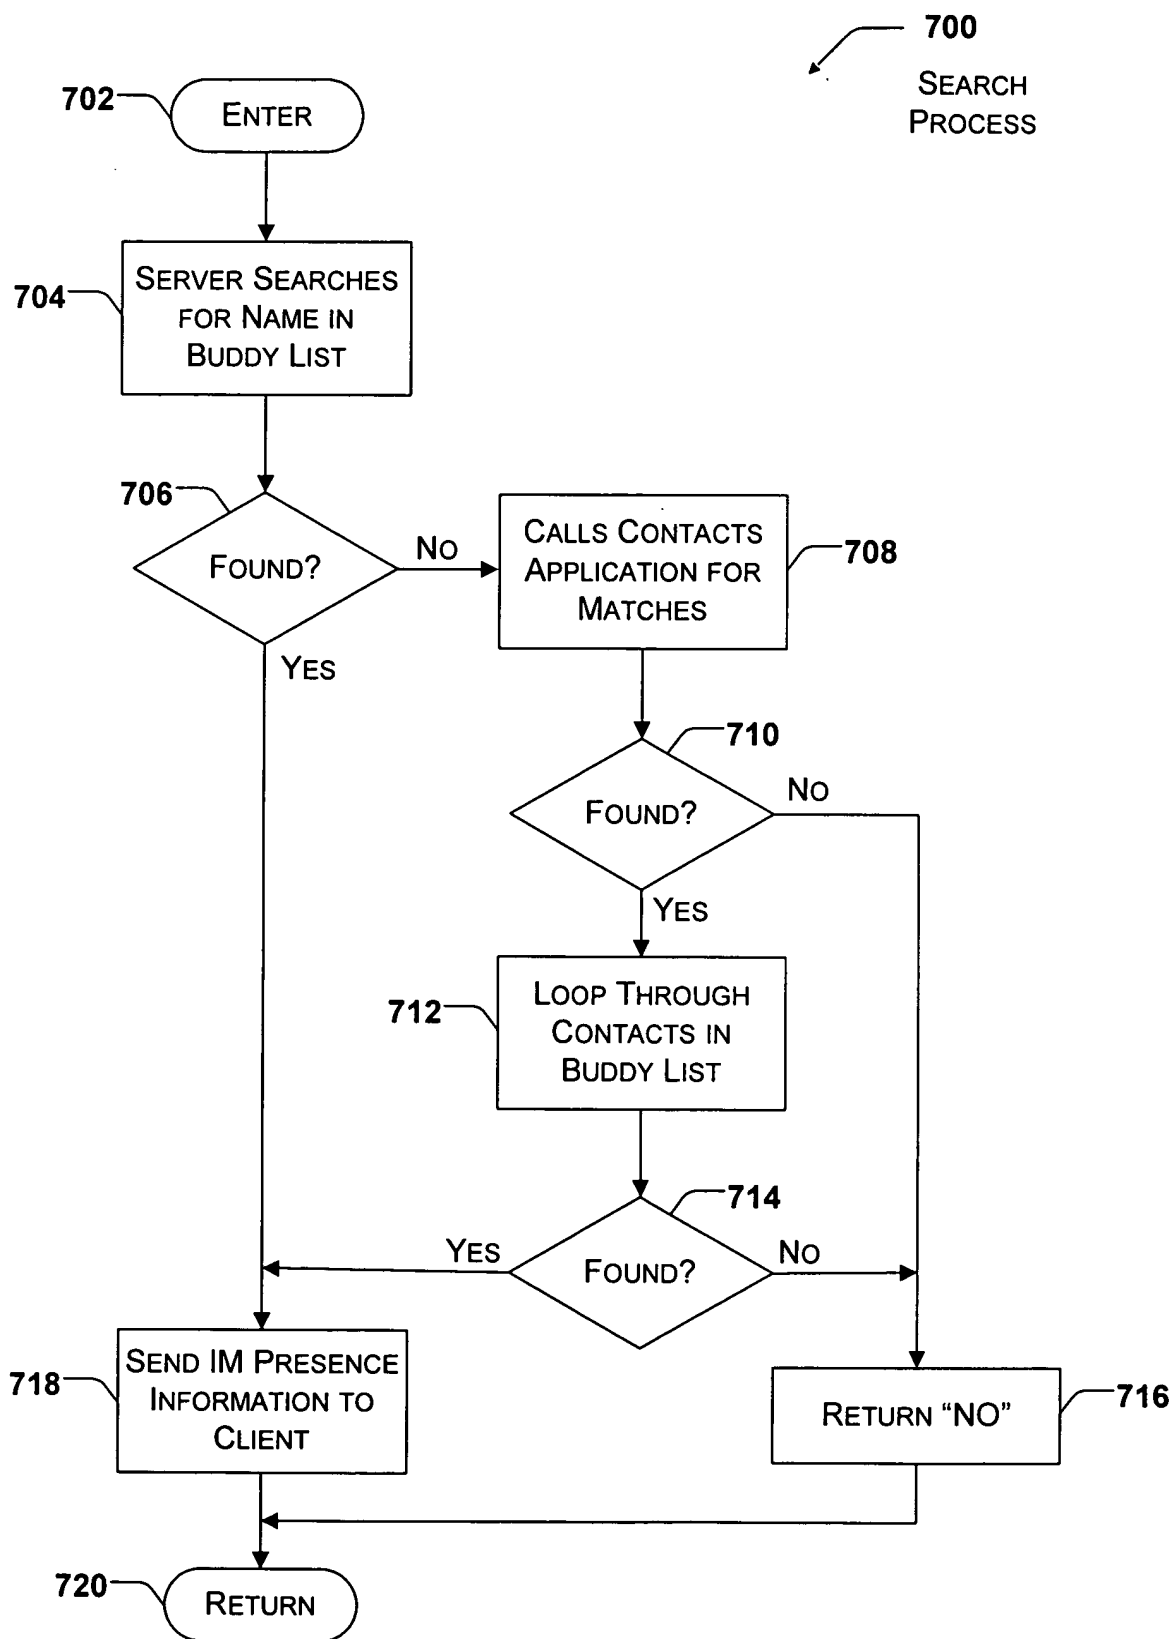 700
SEARCH
PROCESS
702
ENTER
704
SERVER SEARCHES
FOR NAME IN
BUDDY LIST
706
FOUND?
NO
YES
CALLS CONTACTS
APPLICATION FOR
MATCHES
708
710
FOUND?
NO
YES
712
LOOP THROUGH
CONTACTS IN
BUDDY LIST
714
YES
FOUND?
NO
718
SEND IM PRESENCE
INFORMATION TO
CLIENT
RETURN “NO”
716
720
RETURN